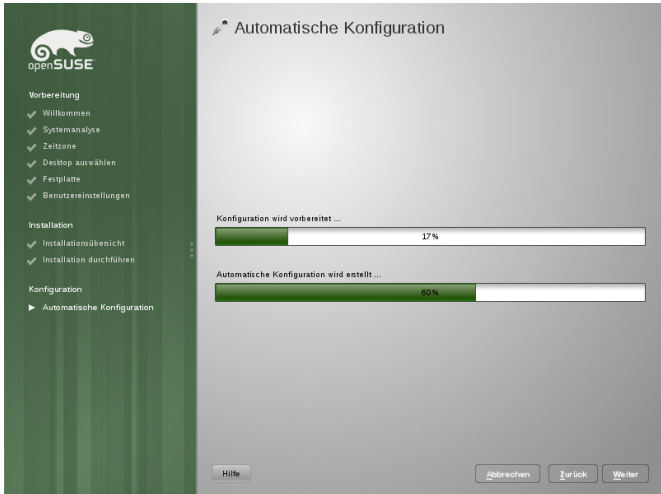 openSUSE
Vorbereitung
Willkommen
Systemanalyse
Zeitzone
Desktop auswählen
Festplatte
Benutzereinstellungen
Installation
Installationsübersicht
Installation durchführen
Konfiguration
Automatische Konfiguration
Automatische Konfiguration
Konfiguration wird vorbereitet ...
17%
Automatische Konfiguration wird erstellt ...
60%
Hilfe
Abbrechen
Zurück
Weiter